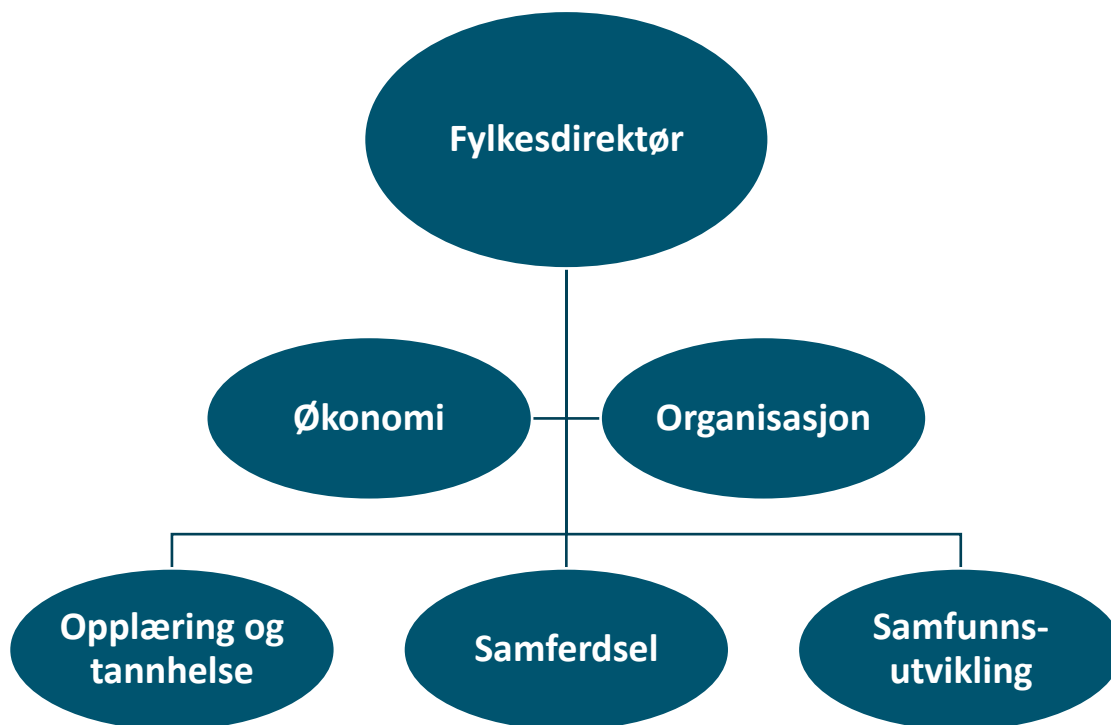 Fylkesdirektør
Økonomi
Organisasjon
Opplæring og
tannhelse
Samferdsel
Samfunns-
utvikling